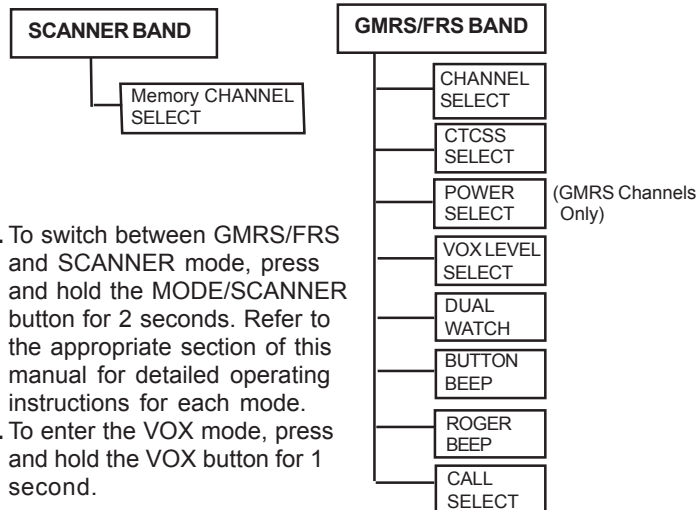 SCANNER BAND
Memory CHANNEL
SELECT
. To switch between GMRS/FRS
and SCANNER mode, press
and hold the MODE/SCANNER
button for 2 seconds. Refer to
the appropriate section of this
manual for detailed operating
instructions for each mode.
. To enter the VOX mode, press
and hold the VOX button for 1
second.
GMRS/FRS BAND
CHANNEL
SELECT
CTCSS
SELECT
POWER
SELECT
(GMRS Channels
Only)
VOX LEVEL
SELECT
DUAL
WATCH
BUTTON
BEEP
ROGER
BEEP
CALL
SELECT